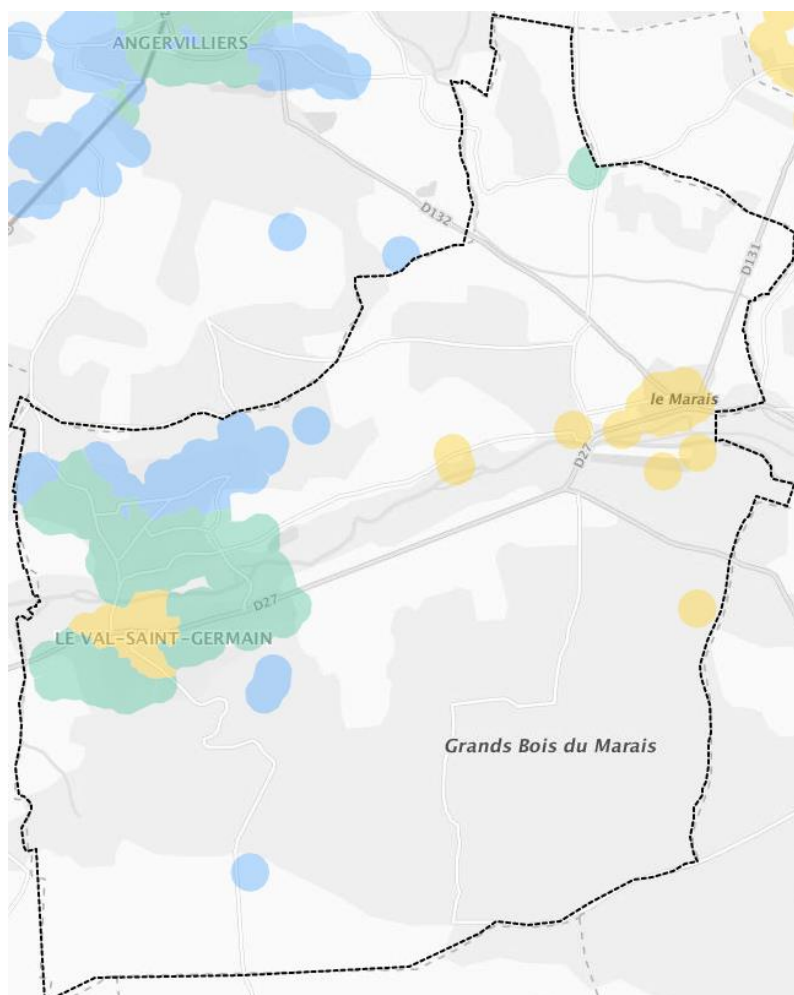 ANGERVILLIERS
D132
D131
le Marais
D27
D27
LE VAL-SAINT-GERMAIN
Grands Bois du Marais